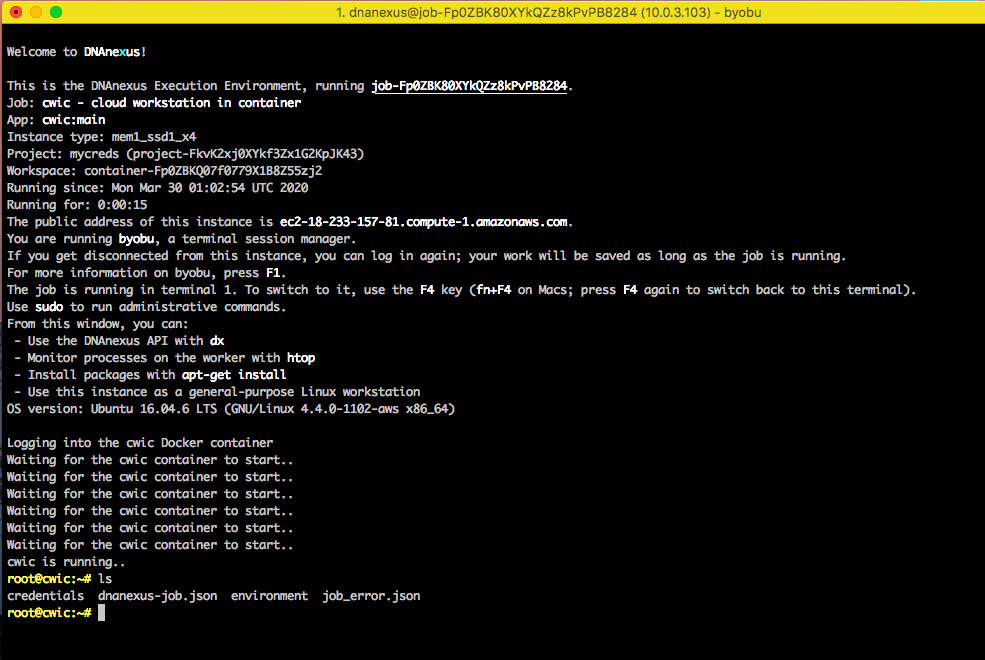 1. dnanexus@job-Fp0ZBK80XYkQZz8kPvPB8284 (10.0.3.103) - byobu
Welcome to DNAnexus!
This is the DNAnexus Execution Environment, running job-Fp0ZBK80XYkQZz8kPvPB8284.
Job: cwic - cloud workstation in container
App: cwic:main
Instance type: mem1_ssd1_x4
Project: mycreds (project-FkvK2xj0XYkf3Zx1G2KpJK43)
Workspace: container-Fp0ZBKQ07f0779X1B8Z55zj2
Running since: Mon Mar 30 01:02:54 UTC 2020
Running for: 0:00:15
The public address of this instance is ec2-18-233-157-81.compute-1.amazonaws.com.
You are running byobu, a terminal session manager.
If you get disconnected from this instance, you can log in again; your work will be saved as long as the job is running.
For more information on byobu, press F1.
The job is running in terminal 1. To switch to it, use the F4 key (fn+F4 on Macs; press F4 again to switch back to this terminal).
Use sudo to run administrative commands.
From this window, you can:
- Use the DNAnexus API with dx
- Monitor processes on the worker with htop
- Install packages with apt-get install
- Use this instance as a general-purpose Linux workstation
OS version: Ubuntu 16.04.6 LTS (GNU/Linux 4.4.0-1102-aws x86_64)
Logging into the cwic Docker container
Waiting for the cwic container to start..
Waiting for the cwic container to start..
Waiting for the cwic container to start..
Waiting for the cwic container to start..
Waiting for the cwic container to start..
Waiting for the cwic container to start..
cwic is running..
root@cwic:~# ls
credentials  dnanexus-job.json  environment  job_error.json
root@cwic:~#